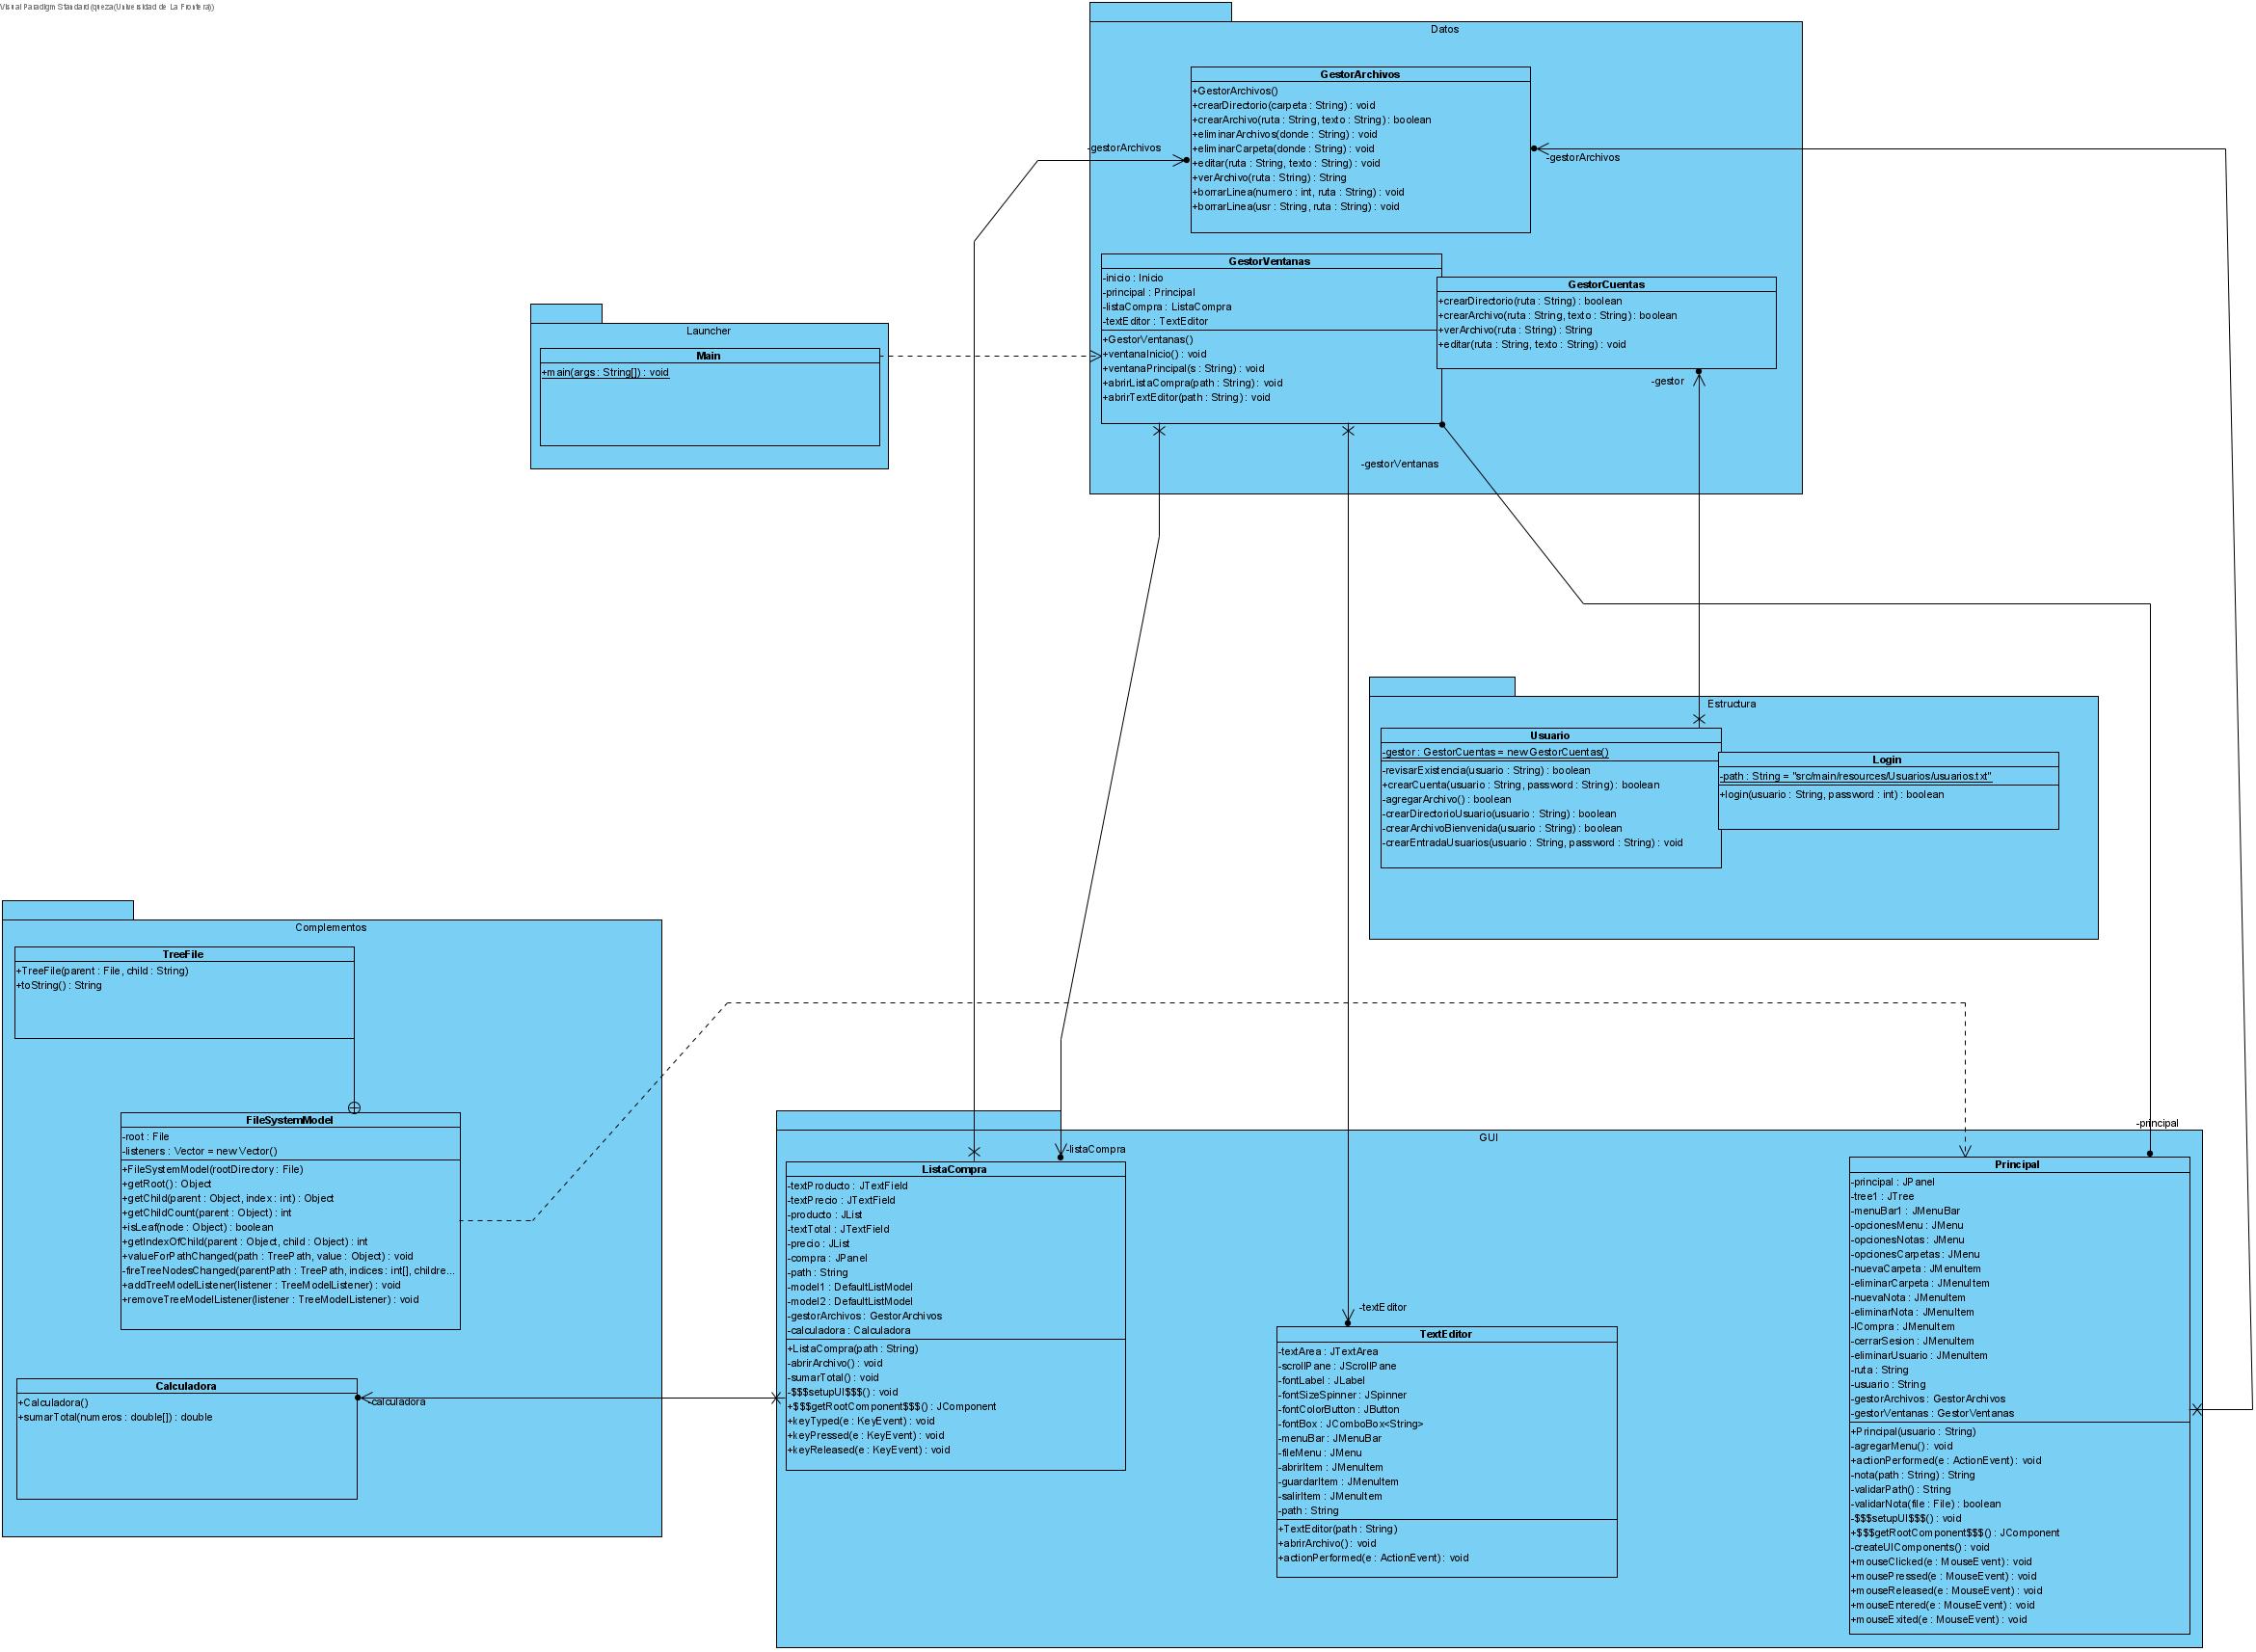 Visual Paradigm Standard(queza(Universidad de La Frontera))
Datos
GestorArchivos
+GestorArchivos()
+crearDirectorio(carpeta : String) : void
+crearArchivo(ruta : String, texto : String) : boolean
+eliminarArchivos(donde : String) : void
+eliminarCarpeta(donde : String) : void
+editar(ruta : String, texto : String) : void
+verArchivo(ruta : String) : String
+borrarLinea(numero : int, ruta : String) : void
+borrarLinea(usr : String, ruta : String) : void
-gestorArchivos
-gestorArchivos
GestorVentanas
-inicio : Inicio
-principal : Principal
-listaCompra : ListaCompra
-textEditor : TextEditor
+GestorVentanas()
+ventanaInicio() : void
+ventanaPrincipal(s : String) : void
+abrirListaCompra(path : String) : void
+abrirTextEditor(path : String) : void
GestorCuentas
+crearDirectorio(ruta : String) : boolean
+crearArchivo(ruta : String, texto : String) : boolean
+verArchivo(ruta : String) : String
+editar(ruta : String, texto : String) : void
-gestor
-gestorVentanas
Launcher
Main
+main(args : String[]) : void
Estructura
Usuario
-gestor : GestorCuentas = new GestorCuentas()
-revisarExistencia(usuario : String) : boolean
+crearCuenta(usuario : String, password : String) : boolean
-agregarArchivo() : boolean
-crearDirectorioUsuario(usuario : String) : boolean
-crearArchivoBienvenida(usuario : String) : boolean
-crearEntradaUsuarios(usuario : String, password : String) : void
Login
-path : String = "src/main/resources/Usuarios/usuarios.txt"
+login(usuario : String, password : int) : boolean
Complementos
TreeFile
+TreeFile(parent : File, child : String)
+toString() : String
FileSystemModel
-root : File
-listeners : Vector = new Vector()
+FileSystemModel(rootDirectory : File)
+getRoot() : Object
+getChild(parent : Object, index : int) : Object
+getChildCount(parent : Object) : int
+isLeaf(node : Object) : boolean
+getIndexOfChild(parent : Object, child : Object) : int
+valueForPathChanged(path : TreePath, value : Object) : void
-fireTreeNodesChanged(parentPath : TreePath, indices : int[], childre...
+addTreeModelListener(listener : TreeModelListener) : void
+removeTreeModelListener(listener : TreeModelListener) : void
Calculadora
+Calculadora()
+sumarTotal(numeros : double[]) : double
-calculadora
GUI
-listaCompra
ListaCompra
-textProducto : JTextField
-textPrecio : JTextField
-producto : JList
-textTotal : JTextField
-precio : JList
-compra : JPanel
-path : String
-model1 : DefaultListModel
-model2 : DefaultListModel
-gestorArchivos : GestorArchivos
-calculadora : Calculadora
+ListaCompra(path : String)
-abrirArchivo() : void
-sumarTotal() : void
-$$$setupUI$$$() : void
+$$$getRootComponent$$$() : JComponent
+keyTyped(e : KeyEvent) : void
+keyPressed(e : KeyEvent) : void
+keyReleased(e : KeyEvent) : void
-textEditor
TextEditor
-textArea : JTextArea
-scrollPane : JScrollPane
-fontLabel : JLabel
-fontSizeSpinner : JSpinner
-fontColorButton : JButton
-fontBox : JComboBox<String>
-menuBar : JMenuBar
-fileMenu : JMenu
-abrirItem : JMenuItem
-guardarItem : JMenuItem
-salirItem : JMenuItem
-path : String
+TextEditor(path : String)
+abrirArchivo() : void
+actionPerformed(e : ActionEvent) : void
-principal
Principal
-principal : JPanel
-tree1 : JTree
-menuBar1 : JMenuBar
-opcionesMenu : JMenu
-opcionesNotas : JMenu
-opcionesCarpetas : JMenu
-nuevaCarpeta : JMenuItem
-eliminarCarpeta : JMenuItem
-nuevaNota : JMenuItem
-eliminarNota : JMenuItem
-lCompra : JMenuItem
-cerrarSesion : JMenuItem
-eliminarUsuario : JMenuItem
-ruta : String
-usuario : String
-gestorArchivos : GestorArchivos
-gestorVentanas : GestorVentanas
+Principal(usuario : String)
-agregarMenu() : void
+actionPerformed(e : ActionEvent) : void
-nota(path : String) : String
-validarPath() : String
-validarNota(file : File) : boolean
-$$$setupUI$$$() : void
+$$$getRootComponent$$$() : JComponent
-createUIComponents() : void
+mouseClicked(e : MouseEvent) : void
+mousePressed(e : MouseEvent) : void
+mouseReleased(e : MouseEvent) : void
+mouseEntered(e : MouseEvent) : void
+mouseExited(e : MouseEvent) : void